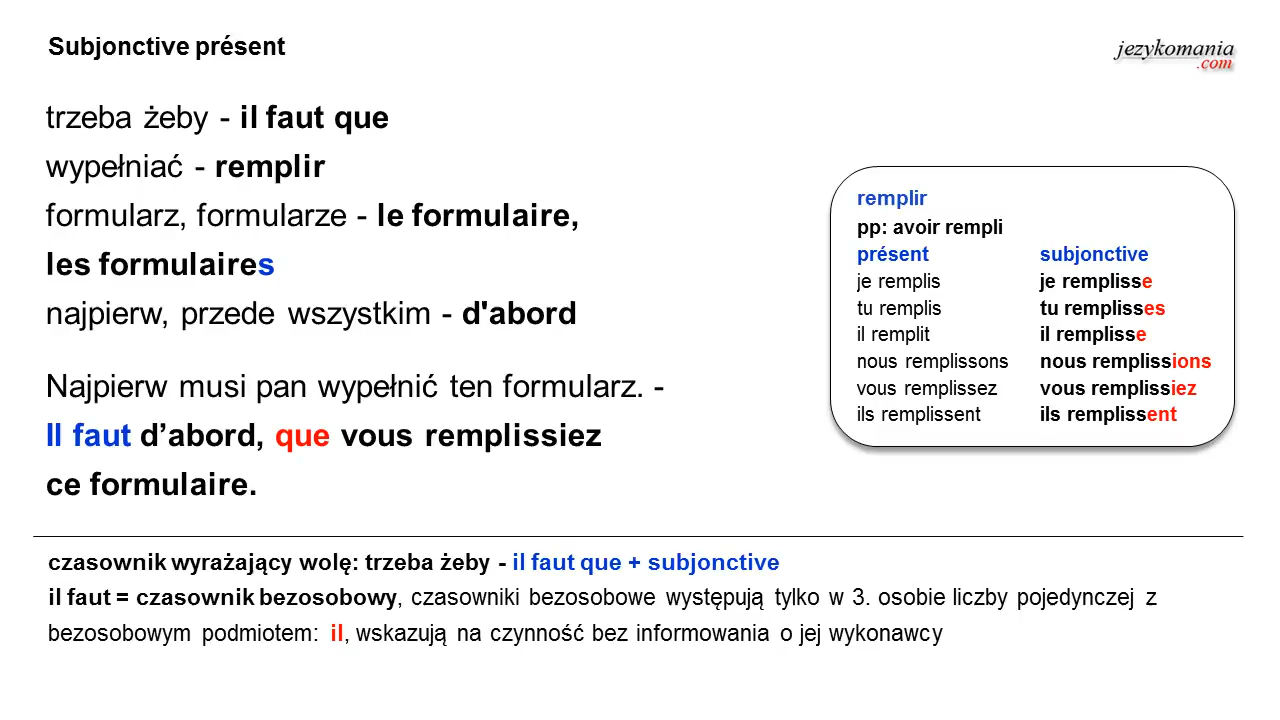 Subjonctive présent
jezykomania
.com
trzeba żeby - il faut que
wypełniać - remplir
formularz, formularze - le formulaire,
les formulaires
najpierw, przede wszystkim - d'abord
Najpierw musi pan wypełnić ten formularz. -
Il faut d’abord, que vous remplissiez
ce formulaire.
remplir
pp: avoir rempli
présent subjonctive
je remplis je remplisse
tu remplis tu remplisses
il remplit il remplisse
nous remplissons nous remplissions
vous remplissez vous remplissiez
ils remplissent ils remplissent
czasownik wyrażający wolę: trzeba żeby - il faut que + subjonctive
il faut = czasownik bezosobowy, czasowniki bezosobowe występują tylko w 3. osobie liczby pojedynczej z
bezosobowym podmiotem: il, wskazują na czynność bez informowania o jej wykonawcy